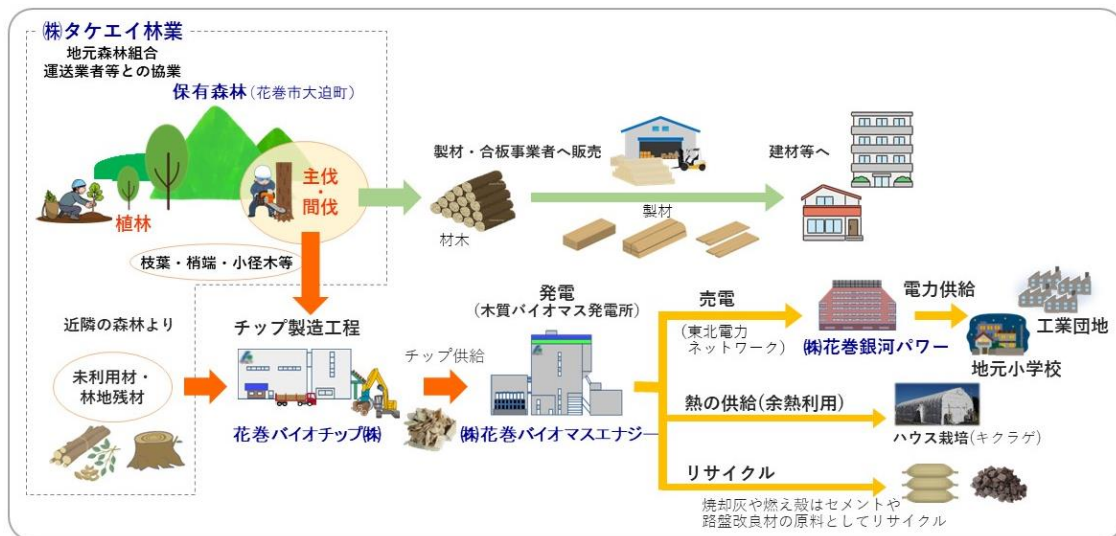 ㈱タケエイ林業
地元森林組合
運送業者等との協業
保有森林(花巻市大迫町)
植林
主伐
・
間伐
枝葉・梢端・小径木等
製材・合板事業者へ販売
材木
製材
建材等へ
近隣の森林より
未利用材・
林地残材
チップ製造工程
花巻バイオチップ㈱
チップ供給
発電
(木質バイオマス発電所)
㈱花巻バイオマスエナジー
売電
(東北電力
ネットワーク)
㈱花巻銀河パワー
電力供給
工業団地
地元小学校
熱の供給(余熱利用)
ハウス栽培(キクラゲ)
リサイクル
焼却灰や燃え殻はセメントや
路盤改良材の原料としてリサイクル